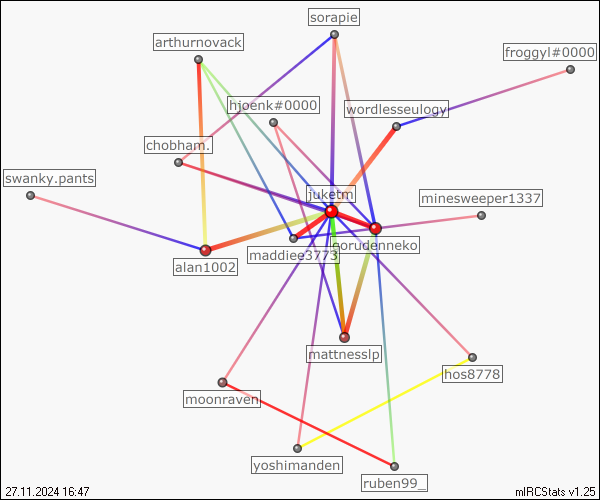 sorapie
arthurnovack
froggyl#0000
hjoenk#0000
wordlesseulogy
chobham.
swanky.pants
juketm
minesweeper1337
gorudenneko
maddiee3773
alan1002
mattnesslp
hos8778
moonraven
yoshimanden
ruben99_
27.11.2024 16:47
mIRCStats v1.25